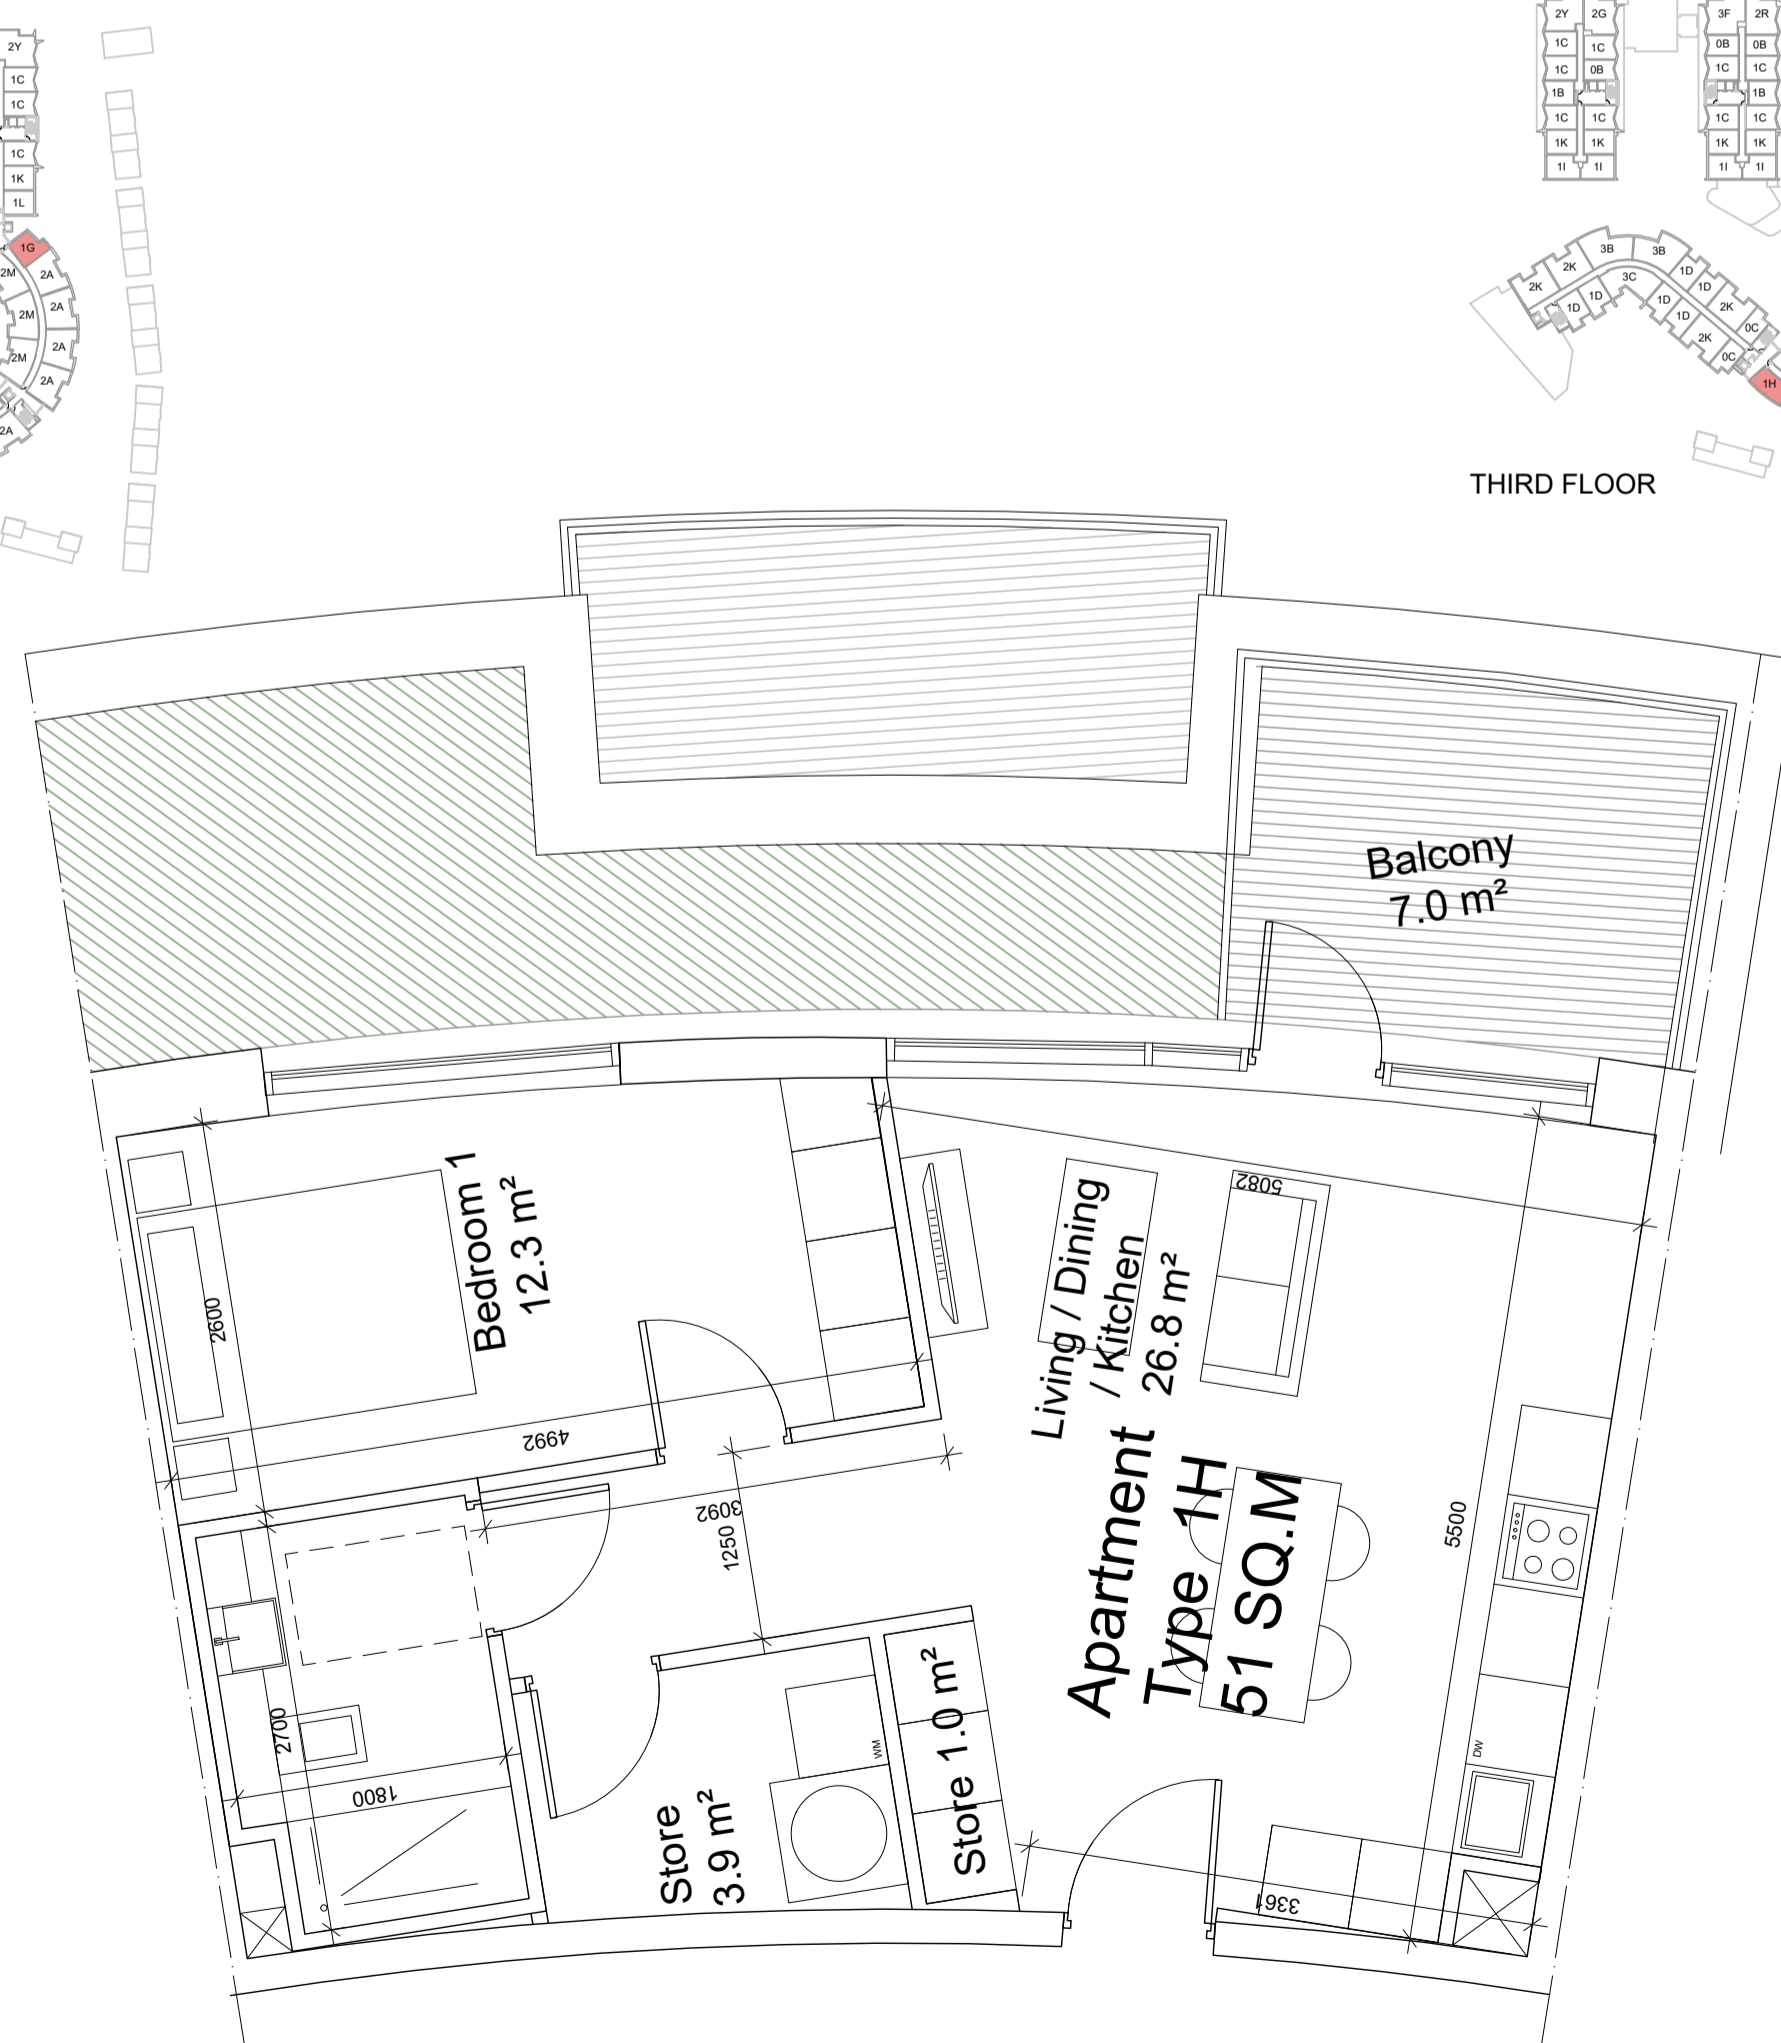 2Y
1C
1C
1C
1K
1L
1G
2M
2A
2M
2A
2M
2A
2A
2A
2Y 2G
1C 1C
1C 0B
1B
1C 1C
1K 1K
1I 1I
3F 2R
0B 0B
1C 1C
1B
1C 1C
1K 1K
1I 1I
3B 3B
2K 1D
2K 3C 1D
1D 1D 1D 2K
1D 0C
2K
0C
1H
THIRD FLOOR
Balcony
7.0 m²
Bedroom 1
12.3 m²
2600
4992
Living / Dining
/ Kitchen
26.8 m²
5082
5500
3092
1250
Apartment
Type 1H
51 SQ.M
2700
1800
Store
3.9 m²
WM
Store 1.0 m²
DW
3361